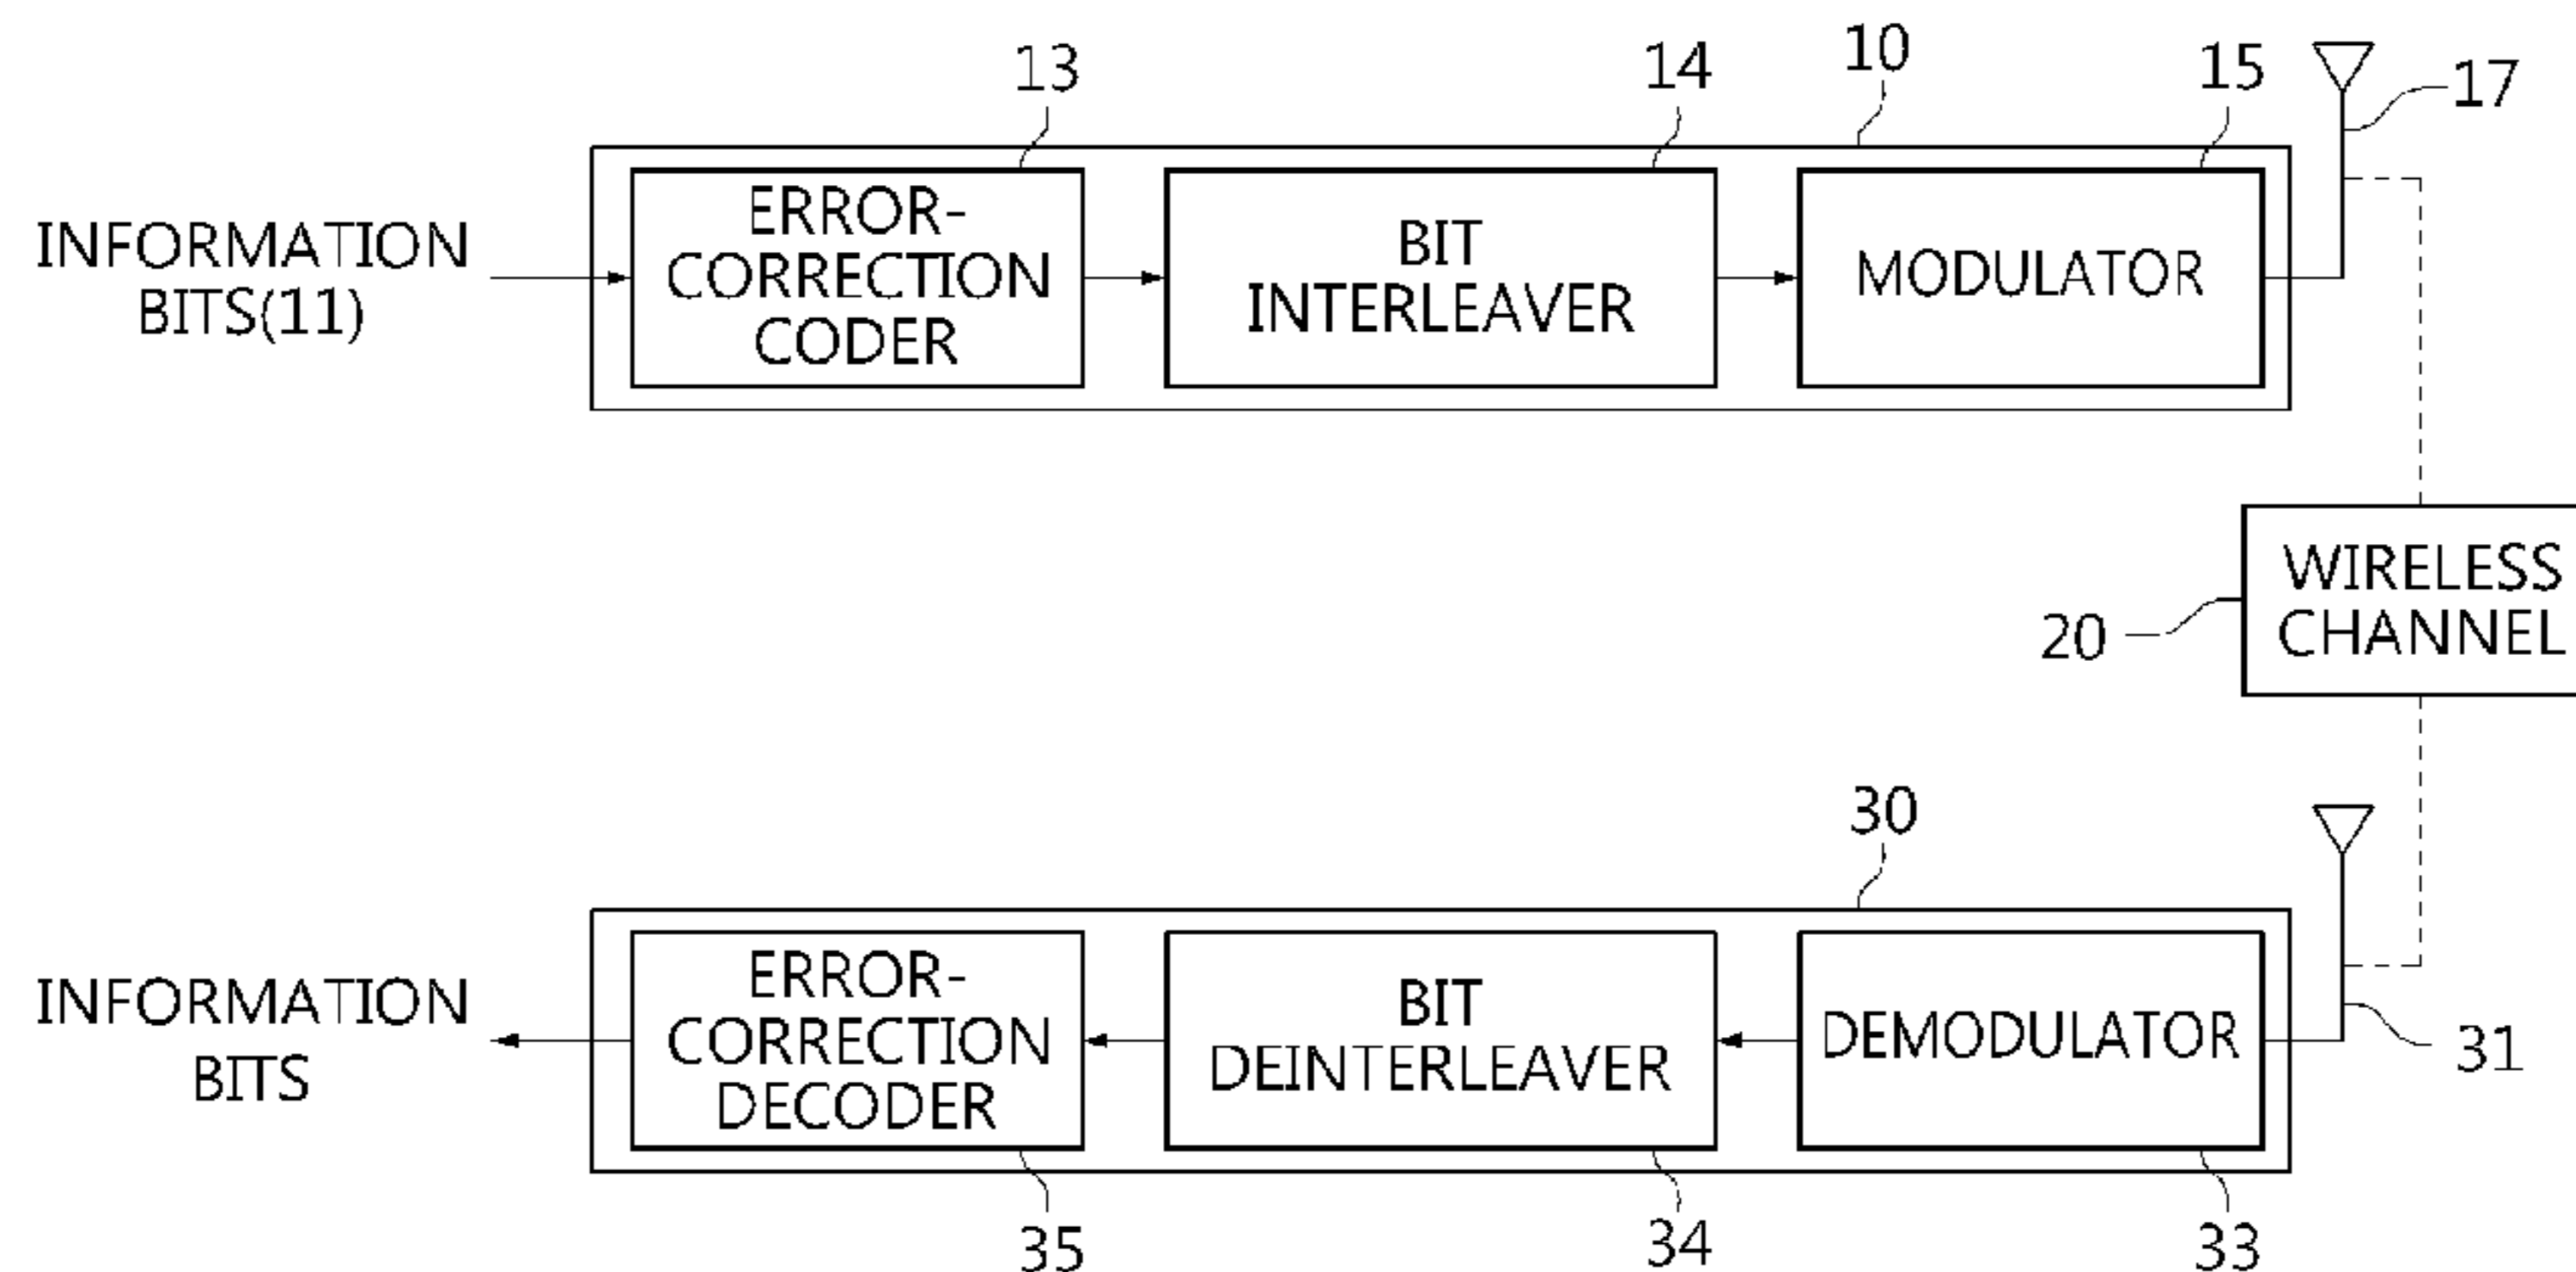 13
14
10
15
17
INFORMATION
BITS(11)
ERROR-
CORRECTION
CODER
BIT
INTERLEAVER
MODULATOR
WIRELESS
CHANNEL
20
30
INFORMATION
BITS
ERROR-
CORRECTION
DECODER
BIT
DEINTERLEAVER
DEMODULATOR
31
35
34
33